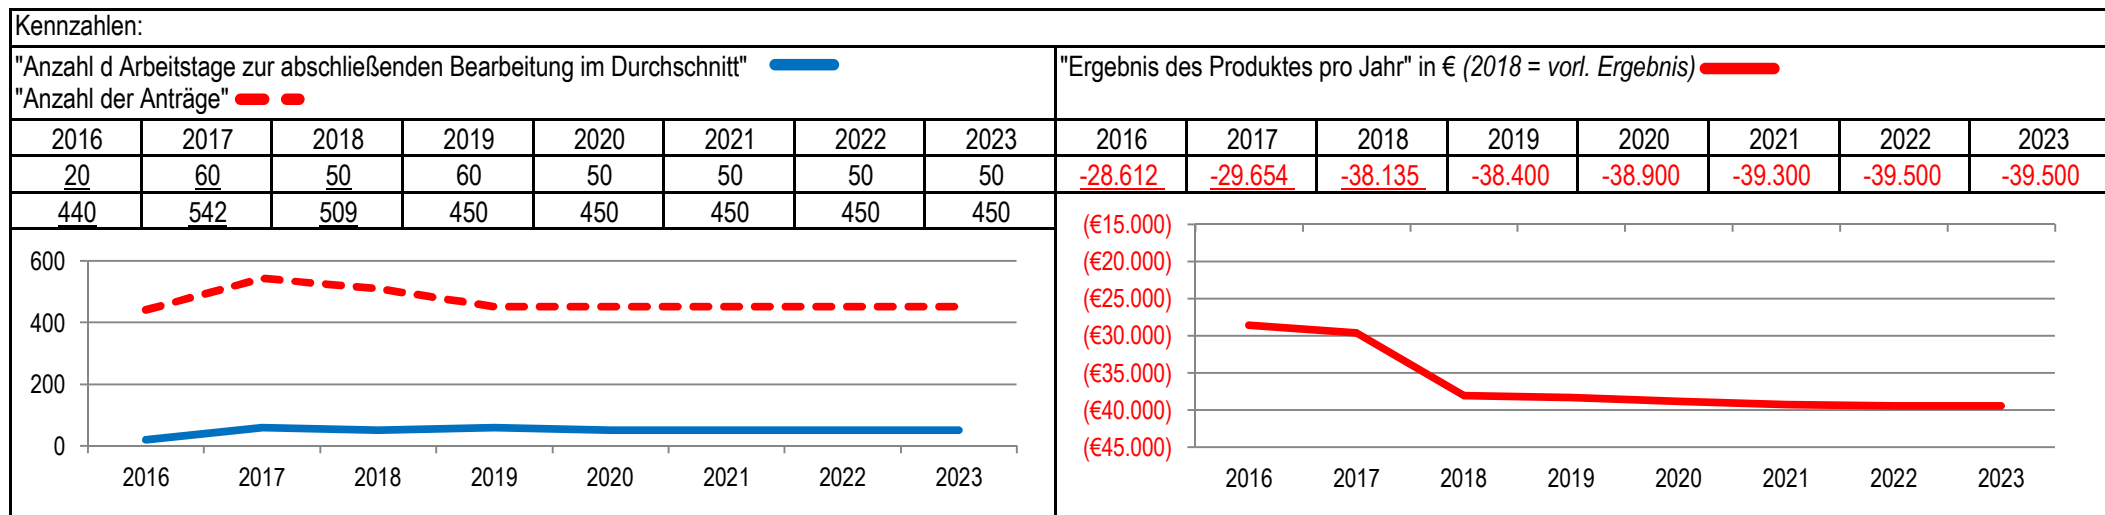 Kennzahlen:
"Anzahl d Arbeitstage zur abschließenden Bearbeitung im Durchschnitt"
"Anzahl der Anträge"
2016 2017 2018 2019 2020 2021 2022 2023
20 60 50 60 50 50 50 50
440 542 509 450 450 450 450 450
600
400
200
0
2016 2017 2018 2019 2020 2021 2022 2023
"Ergebnis des Produktes pro Jahr" in € (2018 = vorl. Ergebnis)
2016 2017 2018 2019 2020 2021 2022 2023
-28.612 -29.654 -38.135 -38.400 -38.900 -39.300 -39.500 -39.500
(€15.000)
(€20.000)
(€25.000)
(€30.000)
(€35.000)
(€40.000)
(€45.000)
2016 2017 2018 2019 2020 2021 2022 2023